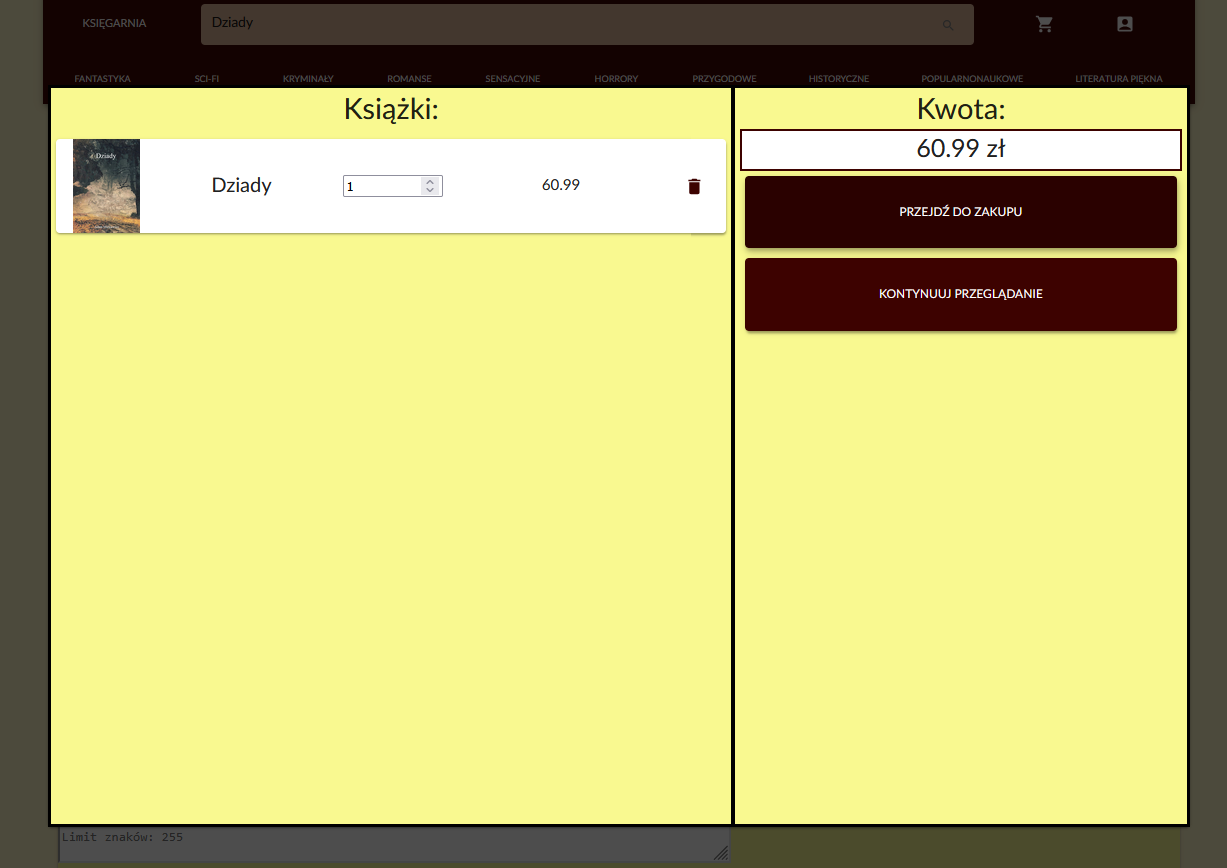 KSIĘGARNIA
Dziady
FANTASTYKA SCI-FI KRYMINAŁY ROMANSE SENSACYJNE HORRORY PRZYGODOWE HISTORYCZNE POPULARNONAUKOWE LITERATURA PIĘKNA
Książki:
Dziady
Dziady 1 60.99
Kwota:
60.99 zł
PRZEJDŹ DO ZAKUPU
KONTYNUUJ PRZEGLĄDANIE
Limit znaków: 255